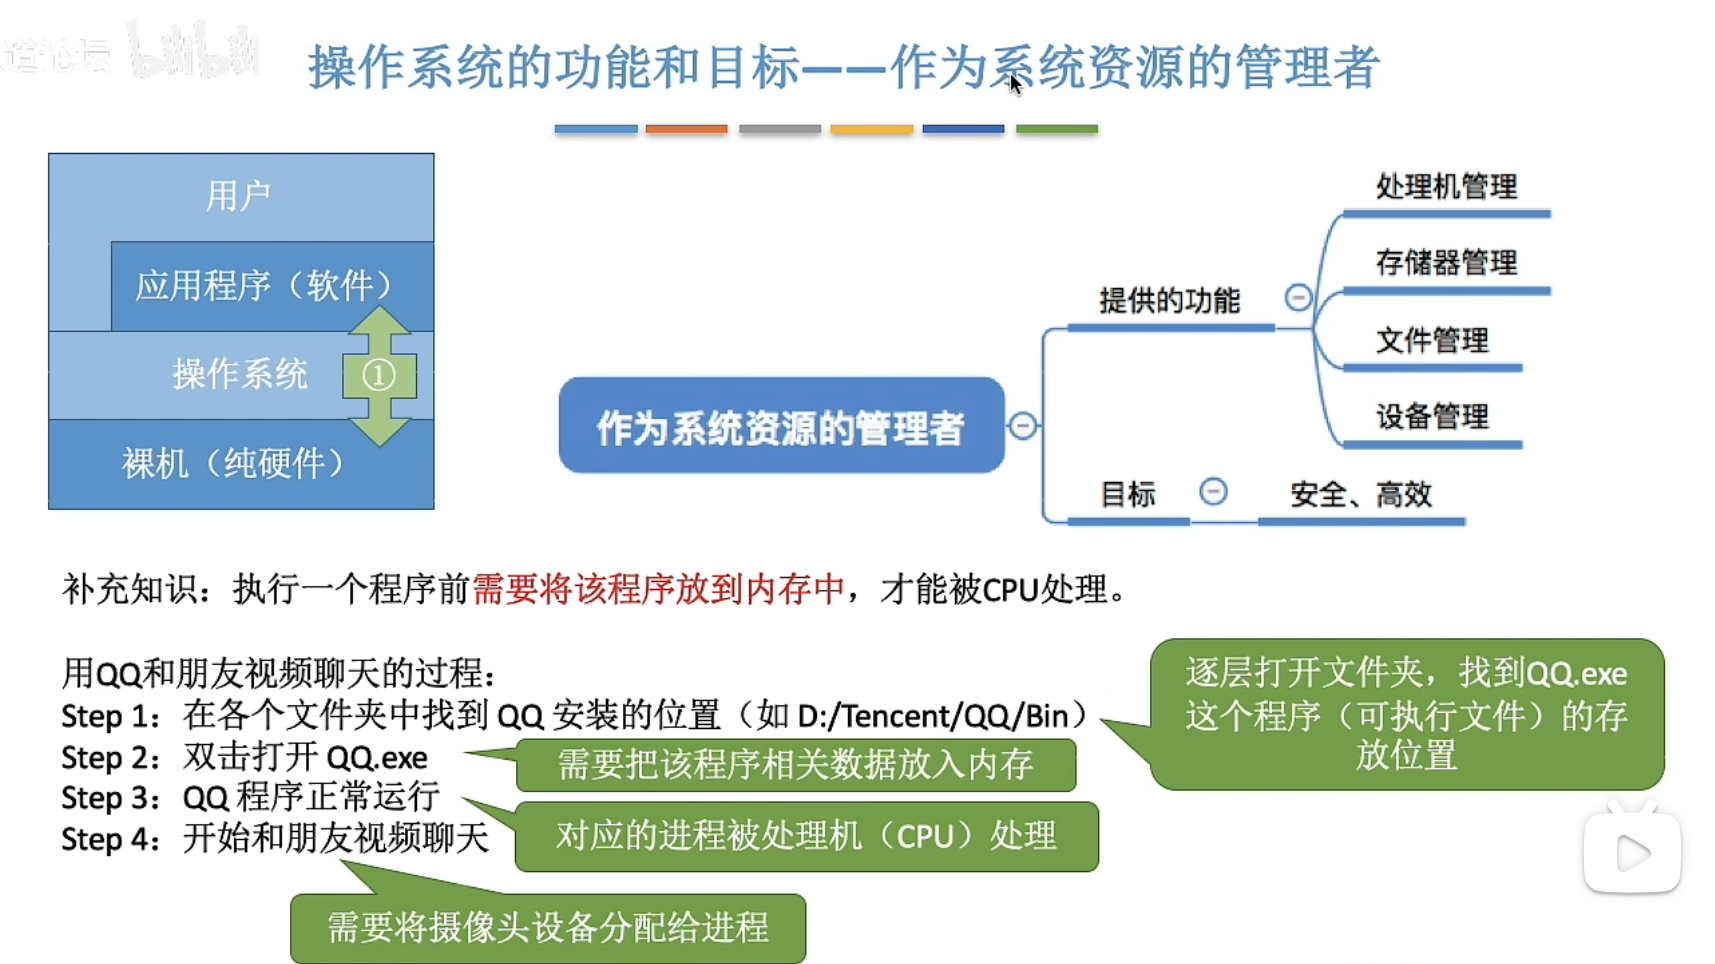 道论坛 bilibili
操作系统的功能和目标——作为系统资源的管理者
用户
应用程序（软件）
操作系统
①
裸机（纯硬件）
作为系统资源的管理者
提供的功能
处理机管理
存储器管理
文件管理
设备管理
目标
安全、高效
补充知识：执行一个程序前需要将该程序放到内存中，才能被CPU处理。
用QQ和朋友视频聊天的过程：
Step 1：在各个文件夹中找到 QQ 安装的位置（如 D:/Tencent/QQ/Bin）
逐层打开文件夹，找到QQ.exe
这个程序（可执行文件）的存
放位置
Step 2：双击打开 QQ.exe
需要把该程序相关数据放入内存
Step 3：QQ 程序正常运行
对应的进程被处理机（CPU）处理
Step 4：开始和朋友视频聊天
需要将摄像头设备分配给进程